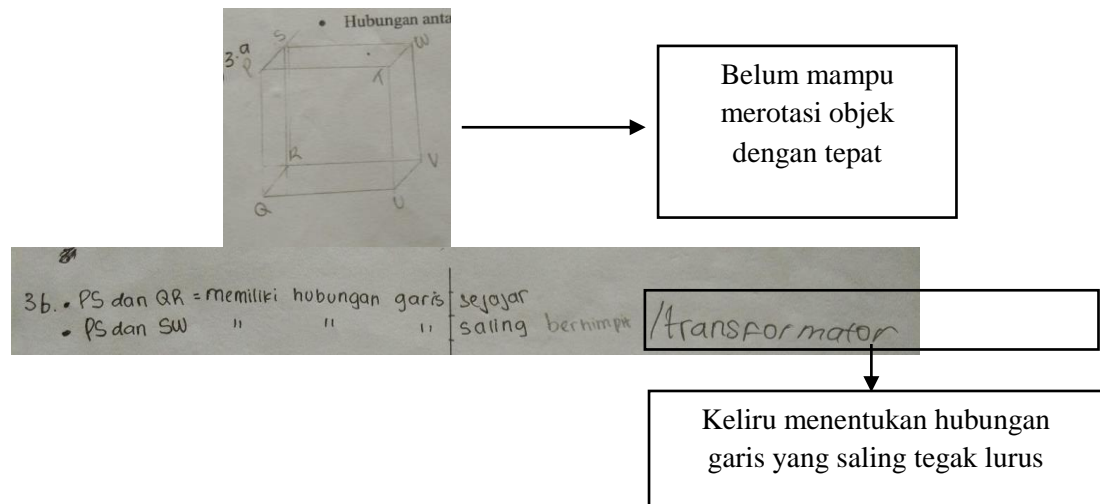 • Hubungan anta
3.a
S
W
P
T
R
V
Q
U
Belum mampu
merotasi objek
dengan tepat
3b. • PS dan QR = memiliki hubungan garis sejajar
• PS dan SW " " " saling berhimpit /transformator
Keliru menentukan hubungan
garis yang saling tegak lurus